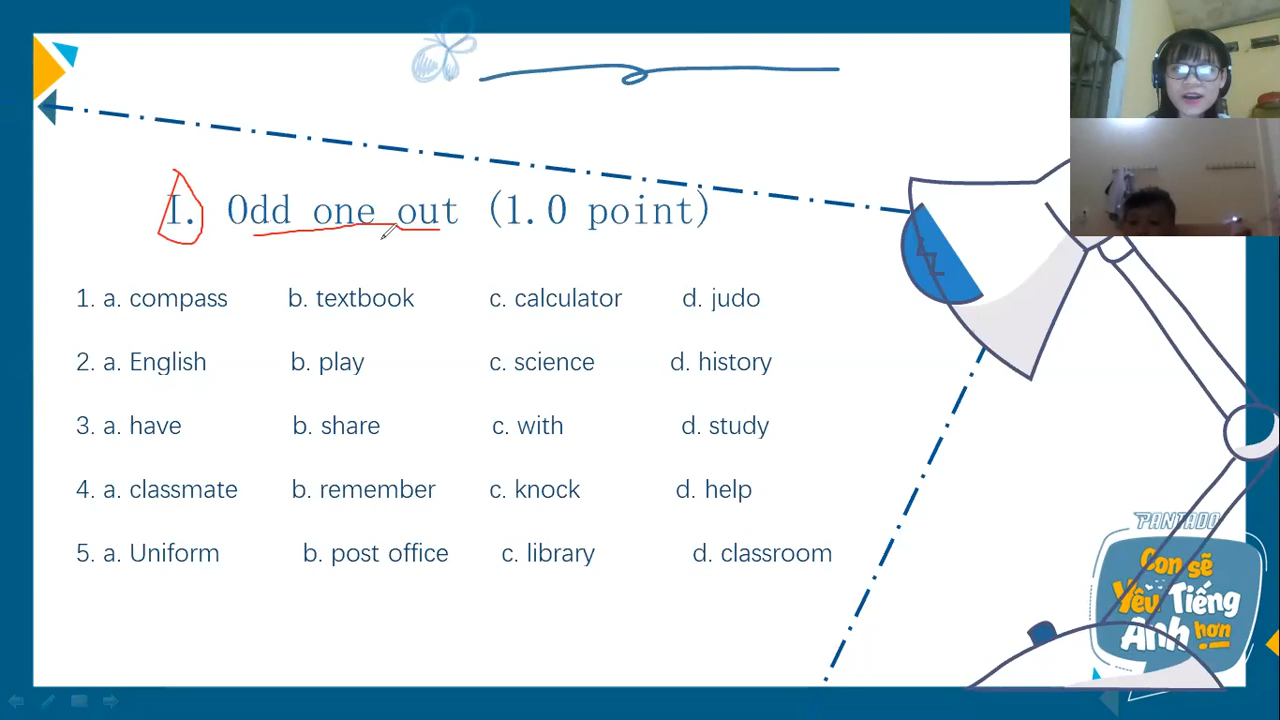 I. Odd one out (1.0 point)
1. a. compass b. textbook c. calculator d. judo
2. a. English b. play c. science d. history
3. a. have b. share c. with d. study
4. a. classmate b. remember c. knock d. help
5. a. Uniform b. post office c. library d. classroom
PANTADO
Con sẽ
Yêu Tiếng
Anh hơn